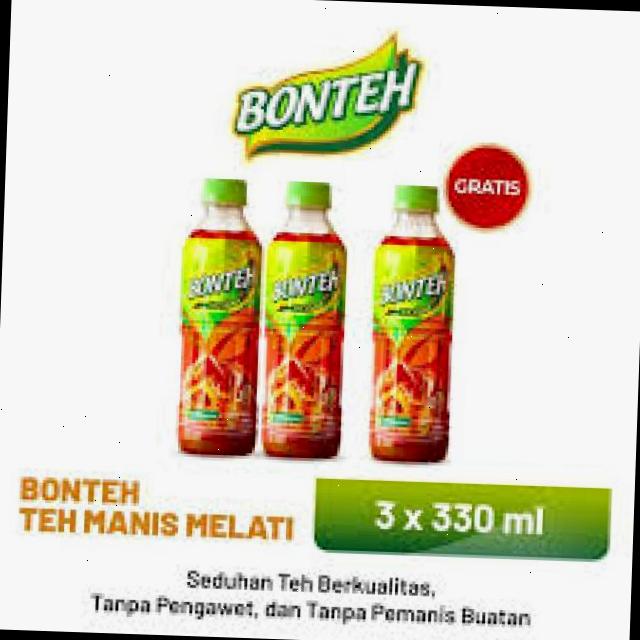 BONTEH
GRATIS
BONTEH
BONTEH
BONTEH
BONTEH
TEH MANIS MELATI
3 x 330 ml
Seduhan Teh Berkualitas,
Tanpa Pengawet, dan Tanpa Pemanis Buatan